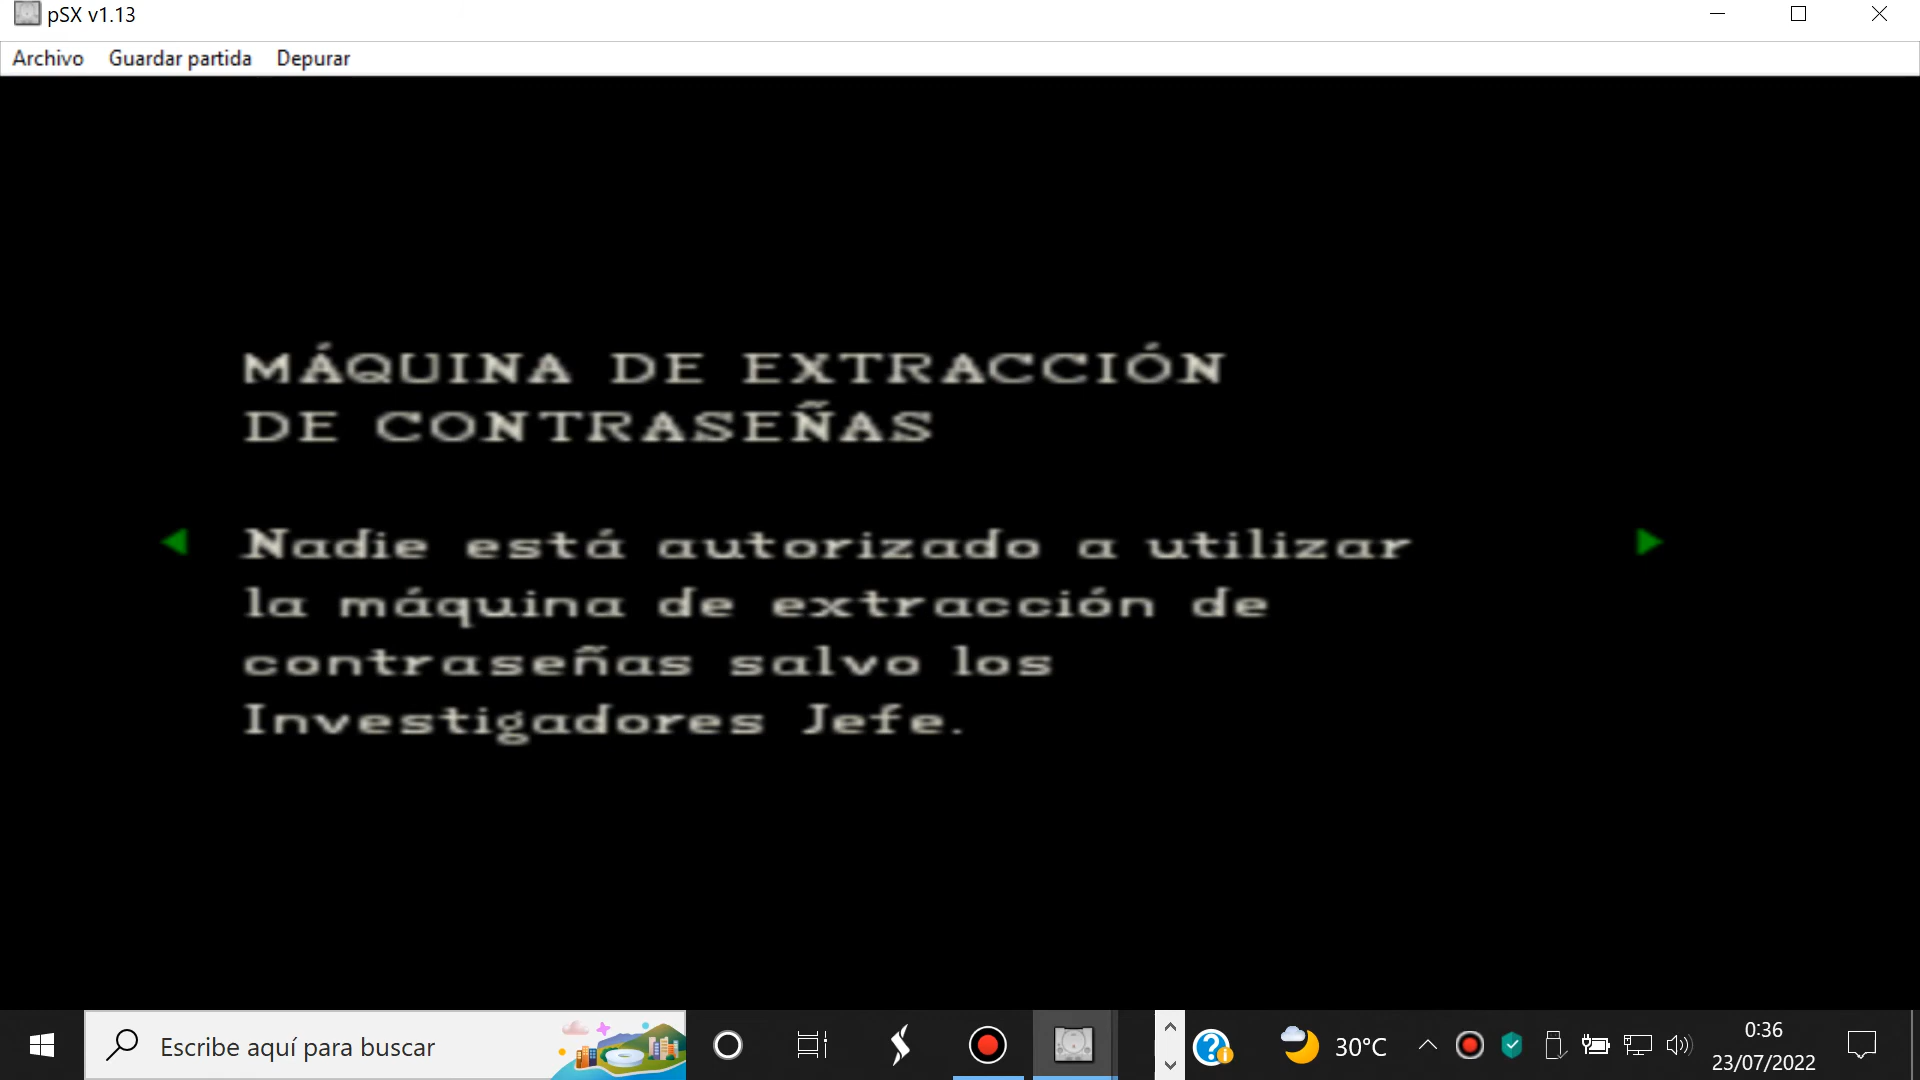 pSX v1.13
Archivo Guardar partida Depurar
MÁQUINA DE EXTRACCIÓN
DE CONTRASEÑAS
Nadie está autorizado a utilizar
la máquina de extracción de
contraseñas salvo los
Investigadores Jefe.
Escribe aquí para buscar
30°C
0:36
23/07/2022